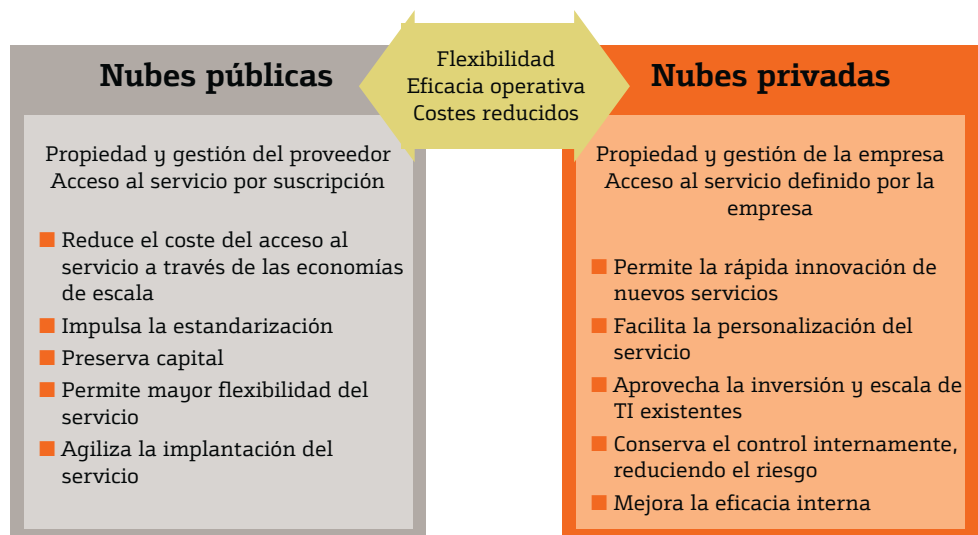 Nubes públicas
Propiedad y gestión del proveedor
Acceso al servicio por suscripción
Reduce el coste del acceso al
servicio a través de las economías
de escala
Impulsa la estandarización
Preserva capital
Permite mayor flexibilidad del
servicio
Agiliza la implantación del
servicio
Flexibilidad
Eficacia operativa
Costes reducidos
Nubes privadas
Propiedad y gestión de la empresa
Acceso al servicio definido por la
empresa
Permite la rápida innovación de
nuevos servicios
Facilita la personalización del
servicio
Aprovecha la inversión y escala de
TI existentes
Conserva el control internamente,
reduciendo el riesgo
Mejora la eficacia interna